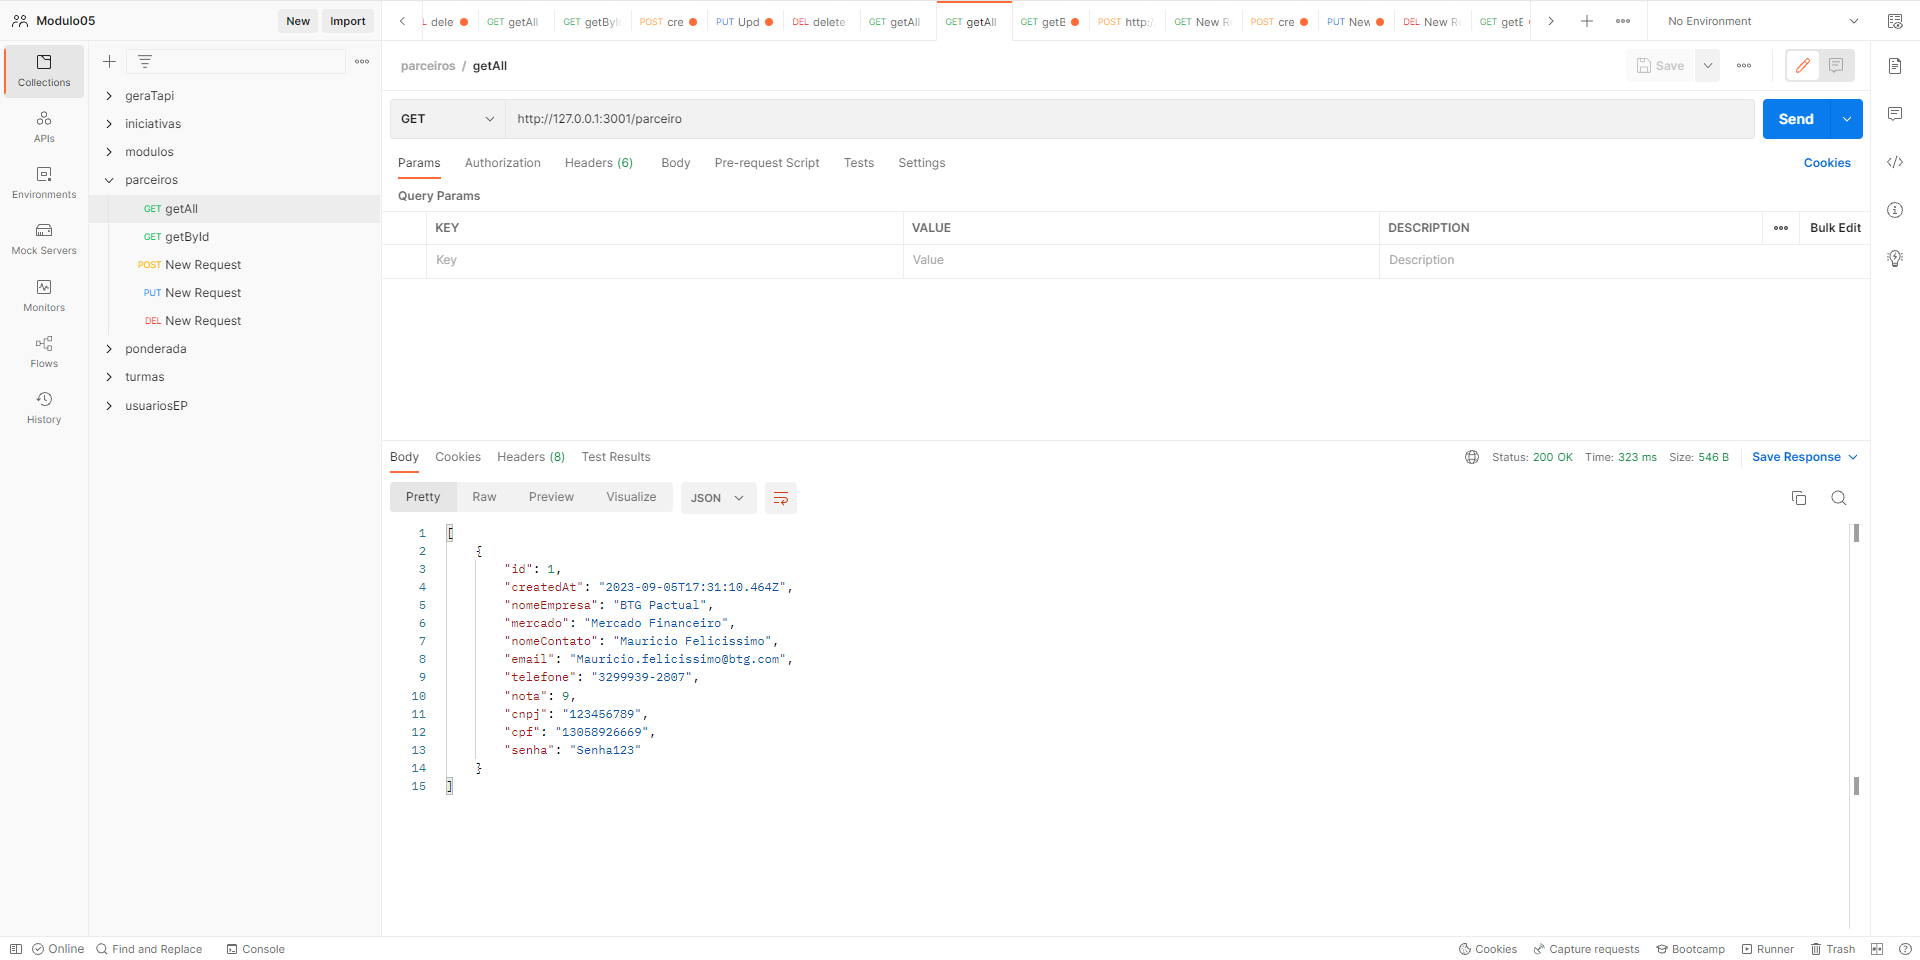 Modulo05
New
Import
dele
GET getAll
GET getByI
POST cre
PUT Upd
DEL delete
GET getAll
GET getAll
GET getB
POST http:/
GET New R
POST cre
PUT New
DEL New R
GET getE
No Environment
Collections
APIs
Environments
Mock Servers
Monitors
Flows
History
geraTapi
iniciativas
modulos
parceiros
GET getAll
GET getById
POST New Request
PUT New Request
DEL New Request
ponderada
turmas
usuariosEP
parceiros / getAll
Save
GET
http://127.0.0.1:3001/parceiro
Send
Params Authorization Headers (6) Body Pre-request Script Tests Settings
Cookies
Query Params
KEY VALUE DESCRIPTION
Bulk Edit
Key Value Description
Body Cookies Headers (8) Test Results
Status: 200 OK Time: 323 ms Size: 546 B
Save Response
Pretty Raw Preview Visualize
JSON
1 [
2 {
3 "id": 1,
4 "createdAt": "2023-09-05T17:31:10.464Z",
5 "nomeEmpresa": "BTG Pactual",
6 "mercado": "Mercado Financeiro",
7 "nomeContato": "Mauricio Felicissimo",
8 "email": "Mauricio.felicissimo@btg.com",
9 "telefone": "3299939-2807",
10 "nota": 9,
11 "cnpj": "123456789",
12 "cpf": "13058926669",
13 "senha": "Senha123"
14 }
15 ]
Online
Find and Replace
Console
Cookies
Capture requests
Bootcamp
Runner
Trash